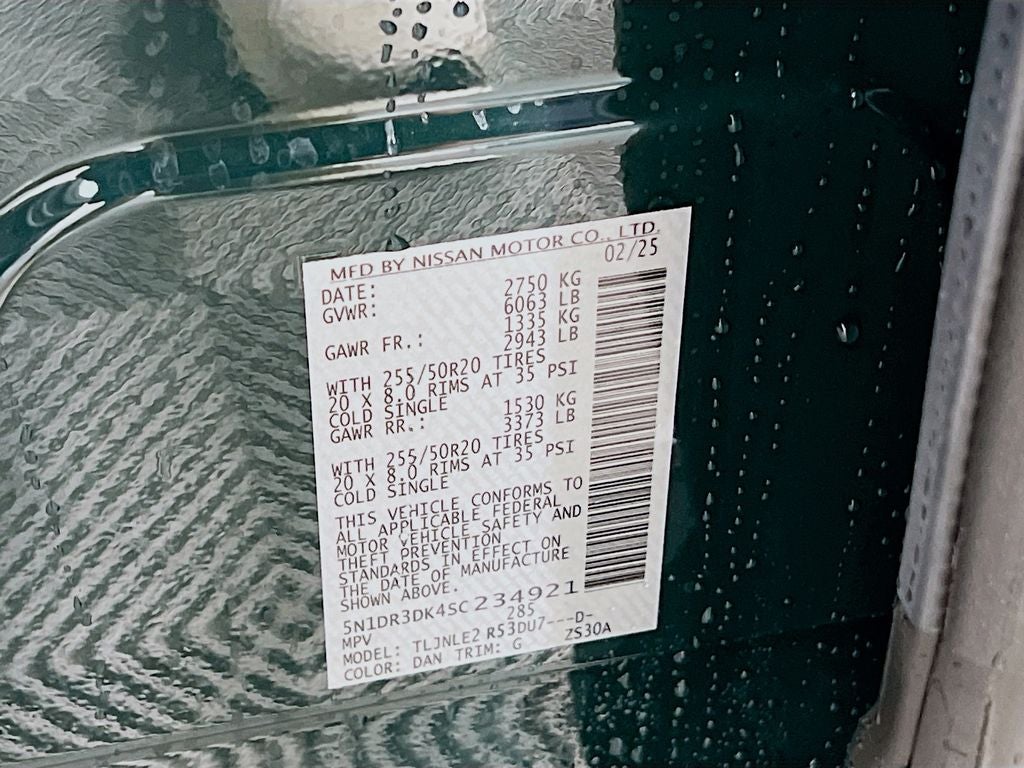 MFD BY NISSAN MOTOR CO., LTD.
DATE: 02/25
GVWR: 2750 KG
6063 LB
GAWR FR.: 1335 KG
2943 LB
WITH 255/50R20 TIRES
20 X 8.0 RIMS AT 35 PSI
COLD SINGLE
GAWR RR.: 1530 KG
3373 LB
WITH 255/50R20 TIRES
20 X 8.0 RIMS AT 35 PSI
COLD SINGLE
THIS VEHICLE CONFORMS TO
ALL APPLICABLE FEDERAL
MOTOR VEHICLE SAFETY AND
THEFT PREVENTION
STANDARDS IN EFFECT ON
THE DATE OF MANUFACTURE
SHOWN ABOVE.
5N1DR3DK4SC234921
MPV 285
MODEL: TLJNLE2 R53DU7---D-
COLOR: DAN TRIM: G ZS30A